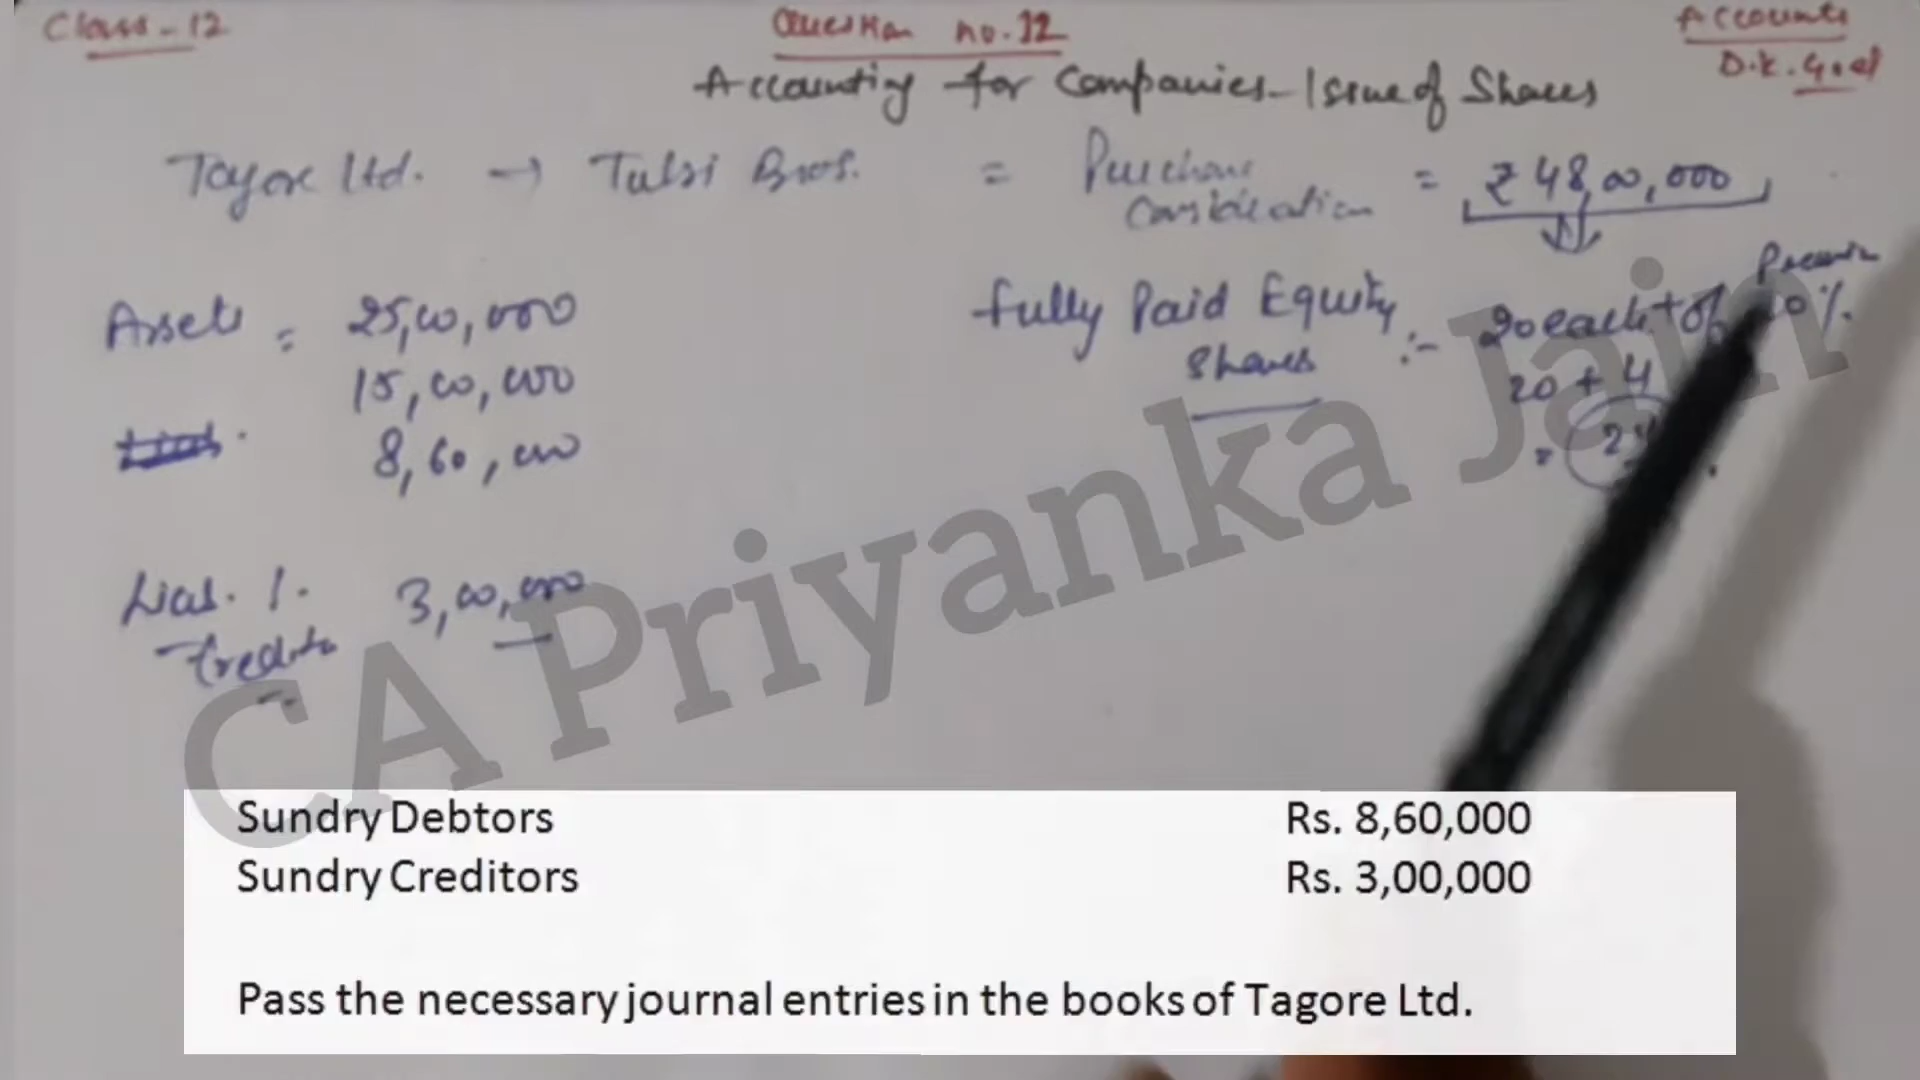 Class-12
Question no.12
Accounts
D.K. Goel
Accounting for Companies-Issue of Shares
Tagore Ltd. → Tulsi Bros. = Purchase Consideration = ₹48,00,000
Assets = 25,00,000
15,00,000
8,60,000
Fully Paid Equity Shares :- 20 each + of
20 + 4
=
Liab. 1. 3,00,000
Creditors
CA Priyanka Jain
Sundry Debtors Rs. 8,60,000
Sundry Creditors Rs. 3,00,000
Pass the necessary journal entries in the books of Tagore Ltd.